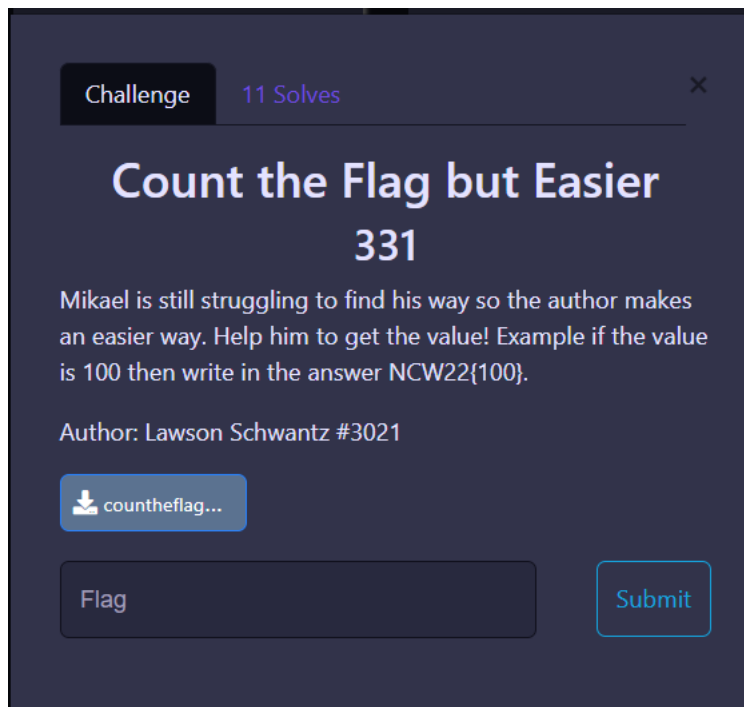 Challenge
11 Solves
×
Count the Flag but Easier
331
Mikael is still struggling to find his way so the author makes
an easier way. Help him to get the value! Example if the value
is 100 then write in the answer NCW22{100}.
Author: Lawson Schwantz #3021
countheflag...
Flag
Submit